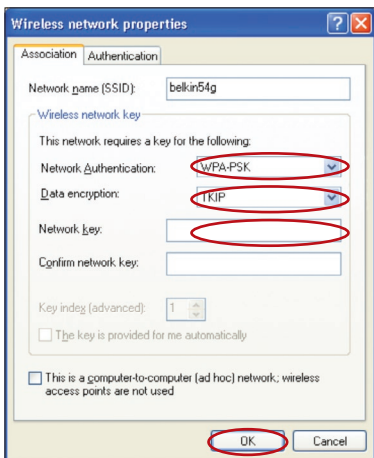 Wireless network properties
Association Authentication
Network name (SSID): belkin54g
Wireless network key
This network requires a key for the following:
Network Authentication: WPA-PSK
Data encryption: TKIP
Network key:
Confirm network key:
Key index (advanced): 1
The key is provided for me automatically
This is a computer-to-computer (ad hoc) network; wireless
access points are not used
OK Cancel